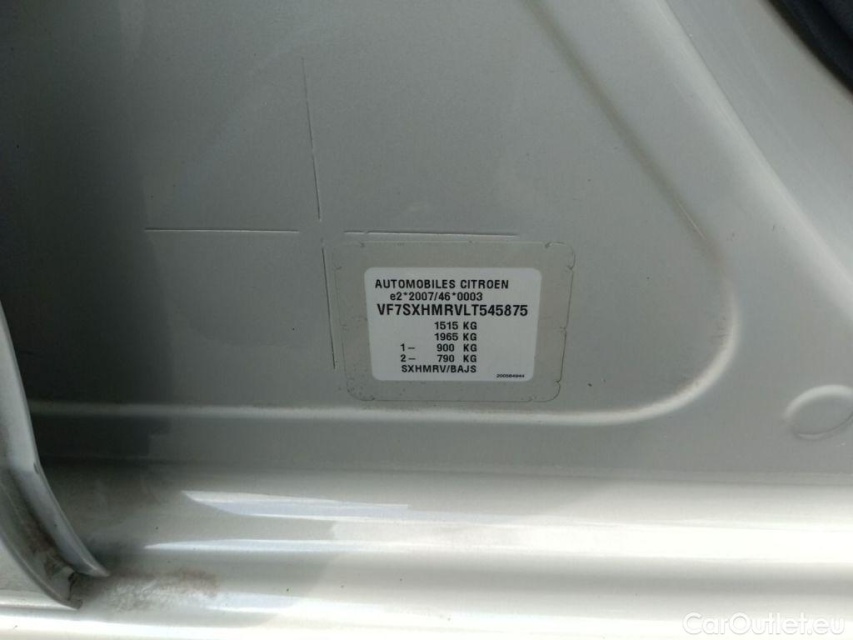 AUTOMOBILES CITROEN
e2*2007/46*0003
VF7SXHMRVLT545875
1515 KG
1965 KG
1– 900 KG
2– 790 KG
SXHMRV/BAJS
CarOutlet.eu